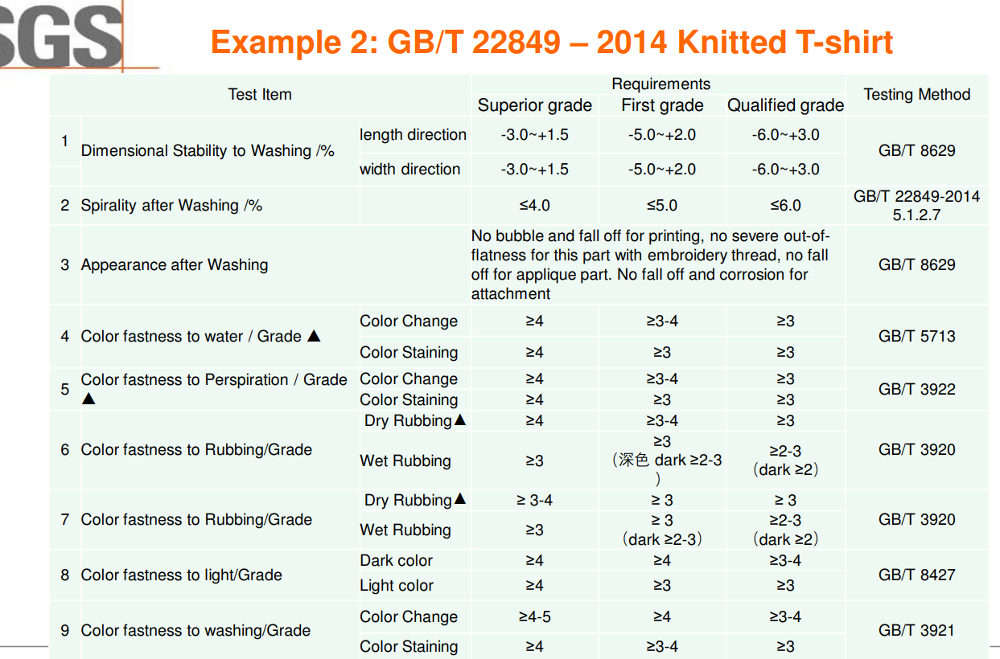 SGS
Example 2: GB/T 22849 – 2014 Knitted T-shirt
Test Item
Requirements
Testing Method
Superior grade First grade Qualified grade
1 Dimensional Stability to Washing /% length direction -3.0~+1.5 -5.0~+2.0 -6.0~+3.0 GB/T 8629
width direction -3.0~+1.5 -5.0~+2.0 -6.0~+3.0
2 Spirality after Washing /% ≤4.0 ≤5.0 ≤6.0 GB/T 22849-2014
5.1.2.7
3 Appearance after Washing
No bubble and fall off for printing, no severe out-of-
flatness for this part with embroidery thread, no fall
off for applique part. No fall off and corrosion for
attachment
GB/T 8629
4 Color fastness to water / Grade ▲ Color Change ≥4 ≥3-4 ≥3 GB/T 5713
Color Staining ≥4 ≥3 ≥3
5 Color fastness to Perspiration / Grade
▲
Color Change ≥4 ≥3-4 ≥3 GB/T 3922
Color Staining ≥4 ≥3 ≥3
6 Color fastness to Rubbing/Grade Dry Rubbing▲ ≥4 ≥3-4 ≥3 GB/T 3920
Wet Rubbing ≥3 ≥3
（深色 dark ≥2-3
）
≥2-3
（dark ≥2）
7 Color fastness to Rubbing/Grade Dry Rubbing▲ ≥ 3-4 ≥ 3 ≥ 3 GB/T 3920
Wet Rubbing ≥3 ≥ 3
（dark ≥2-3）
≥2-3
（dark ≥2）
8 Color fastness to light/Grade Dark color ≥4 ≥4 ≥3-4 GB/T 8427
Light color ≥4 ≥3 ≥3
9 Color fastness to washing/Grade Color Change ≥4-5 ≥4 ≥3-4 GB/T 3921
Color Staining ≥4 ≥3-4 ≥3